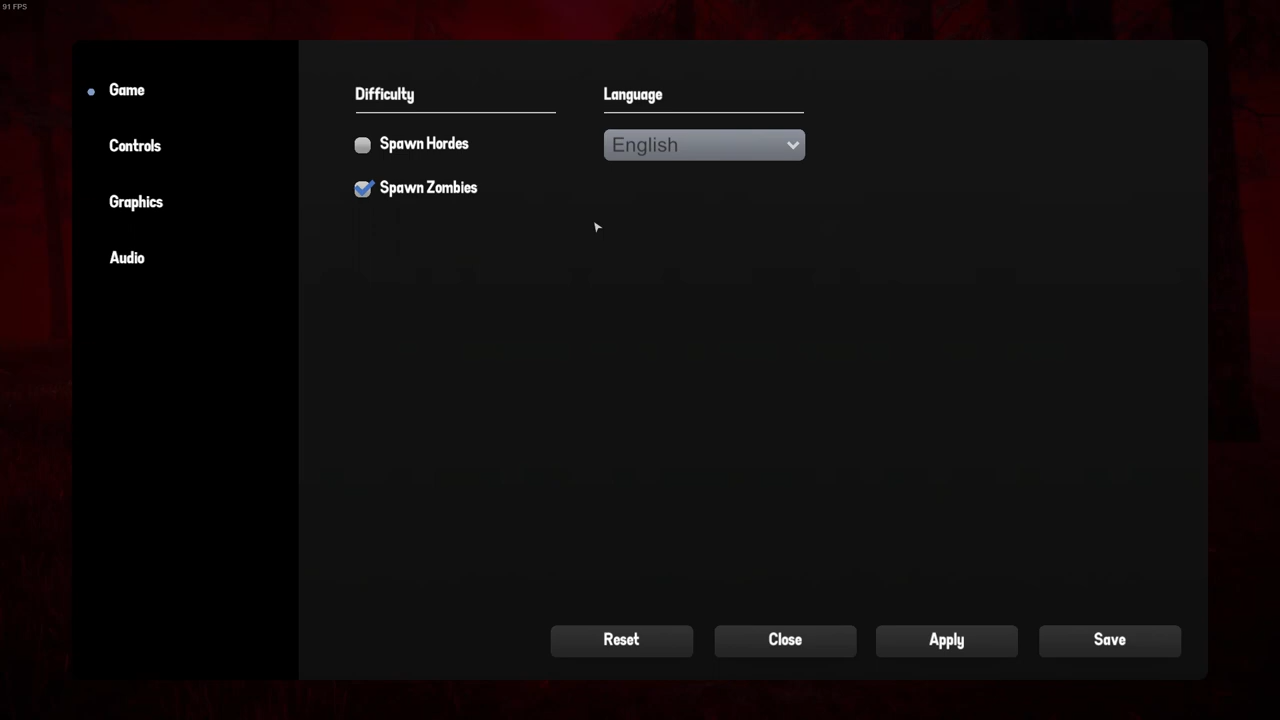 91 FPS
Game
Controls
Graphics
Audio
Difficulty
Spawn Hordes
Spawn Zombies
Language
English
Reset
Close
Apply
Save